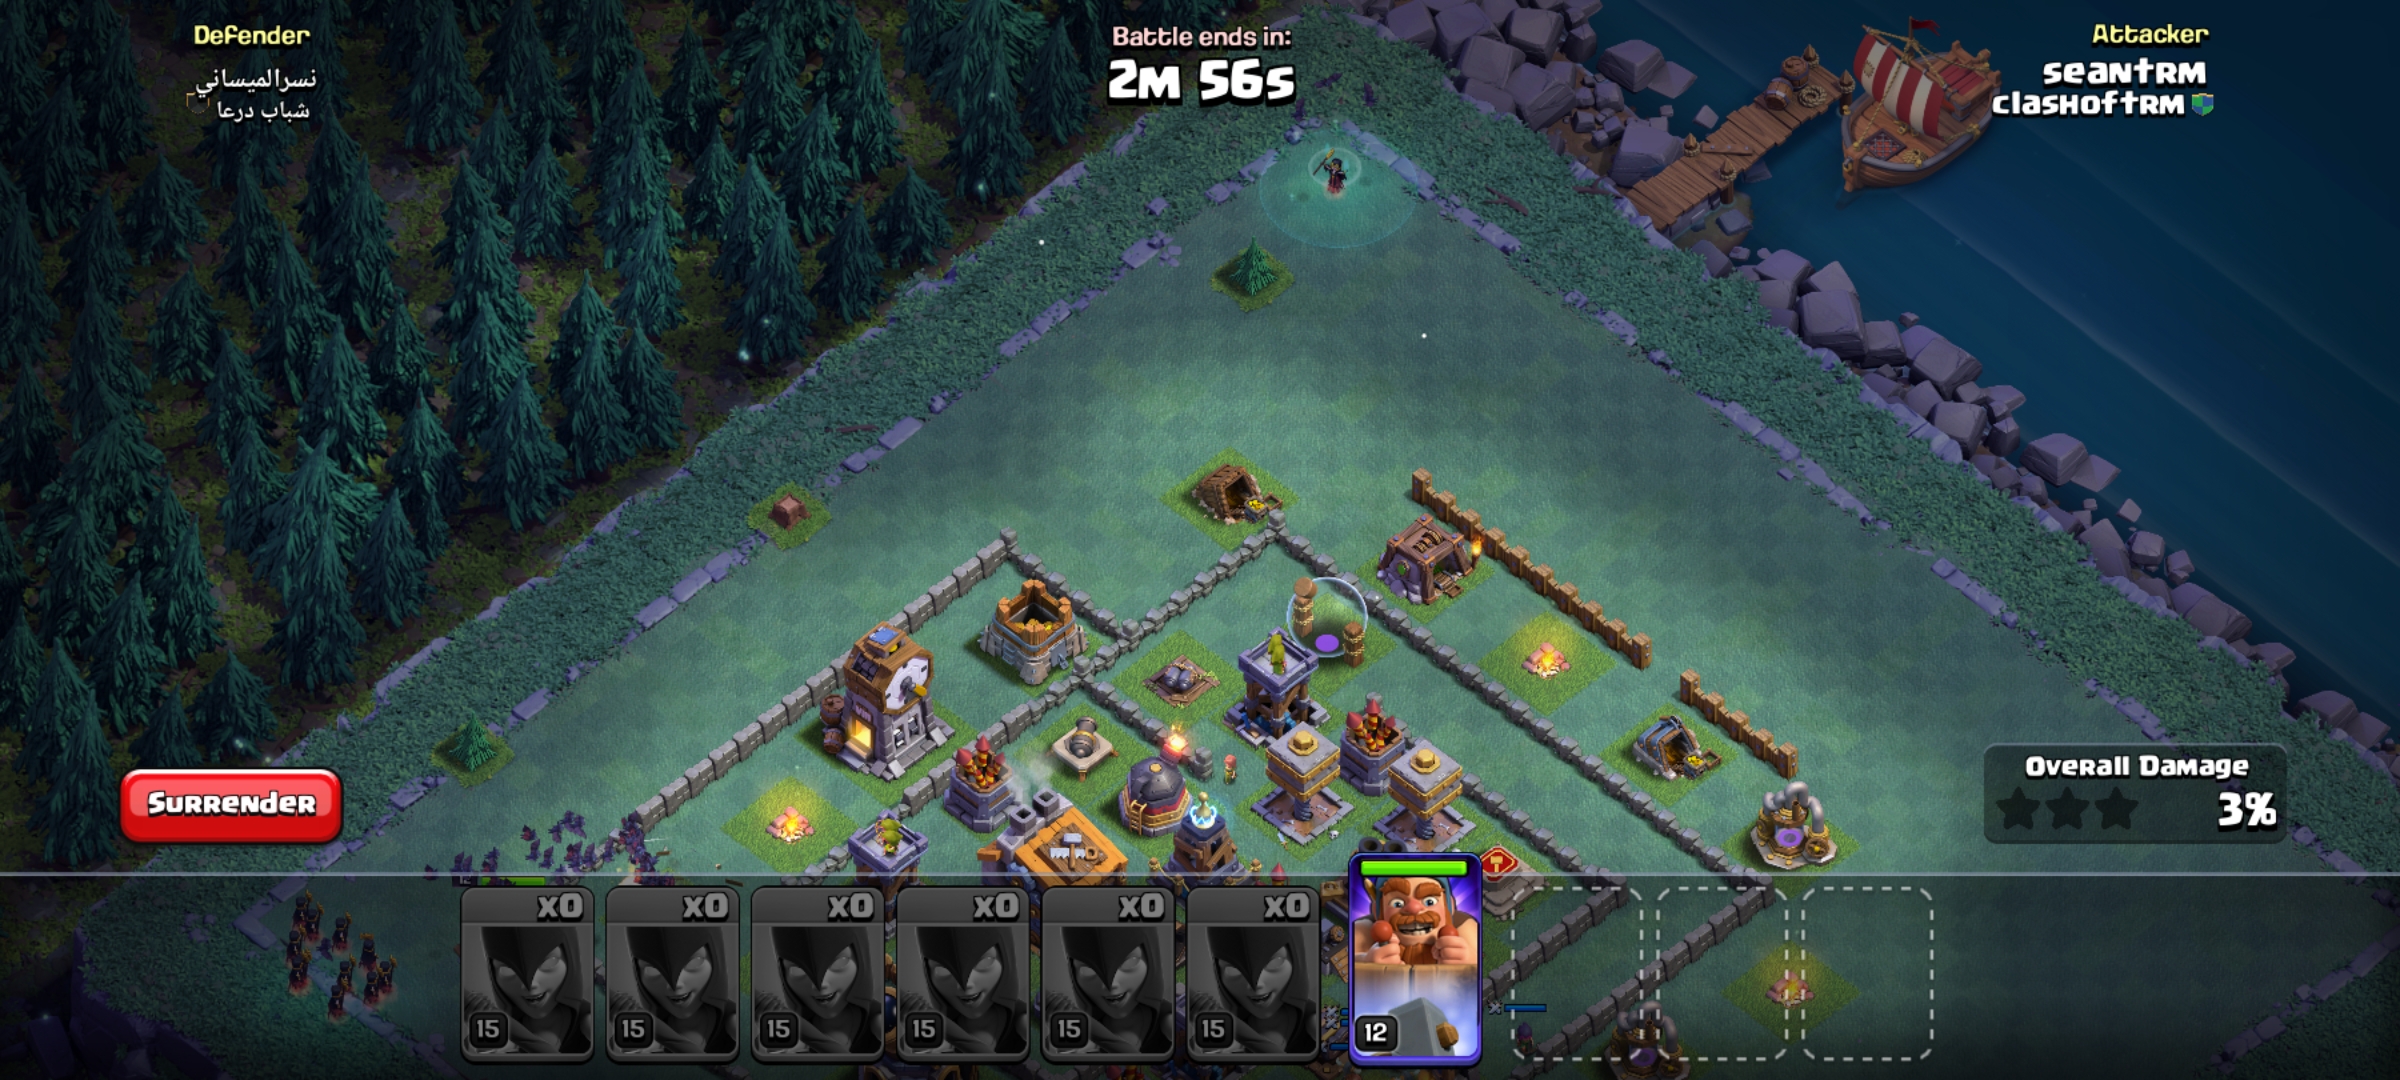 Defender
نسرالميساني
شباب درعا
Battle ends in:
2M 56s
Attacker
seantRM
clashoftRM
Surrender
Overall Damage
3%
x0
x0
x0
x0
x0
x0
15
15
15
15
15
15
12